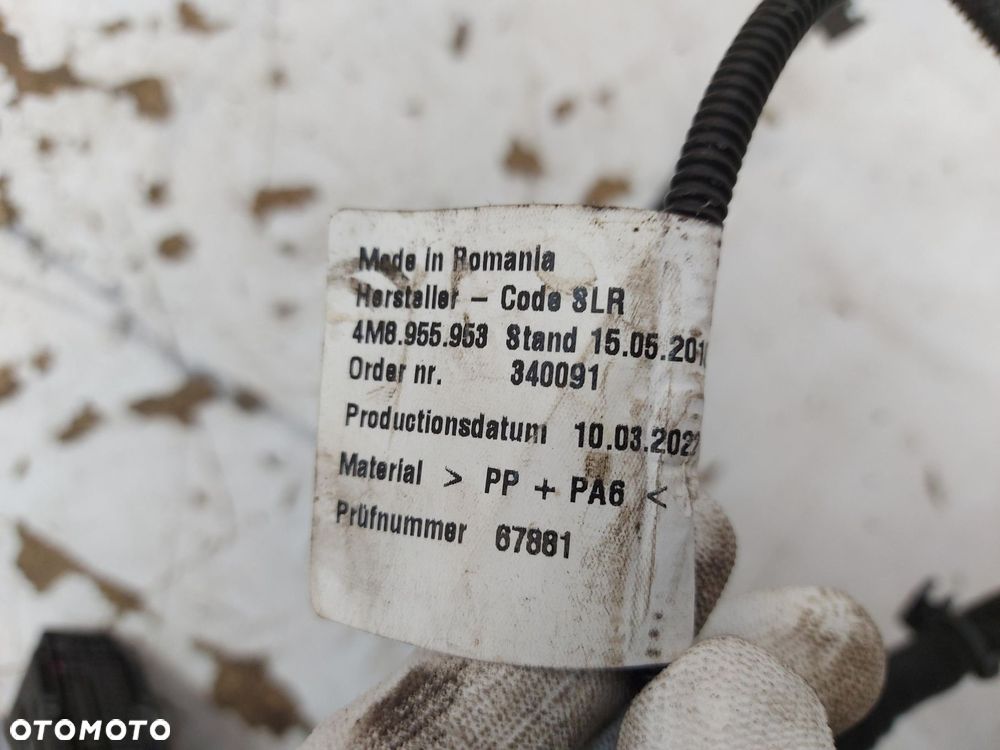 Made in Romania
Hersteller – Code SLR
4M8.955.953 Stand 15.05.201
Order nr. 340091
Productionsdatum 10.03.2022
Material > PP + PA6 <
Prüfnummer 67881
OTOMOTO